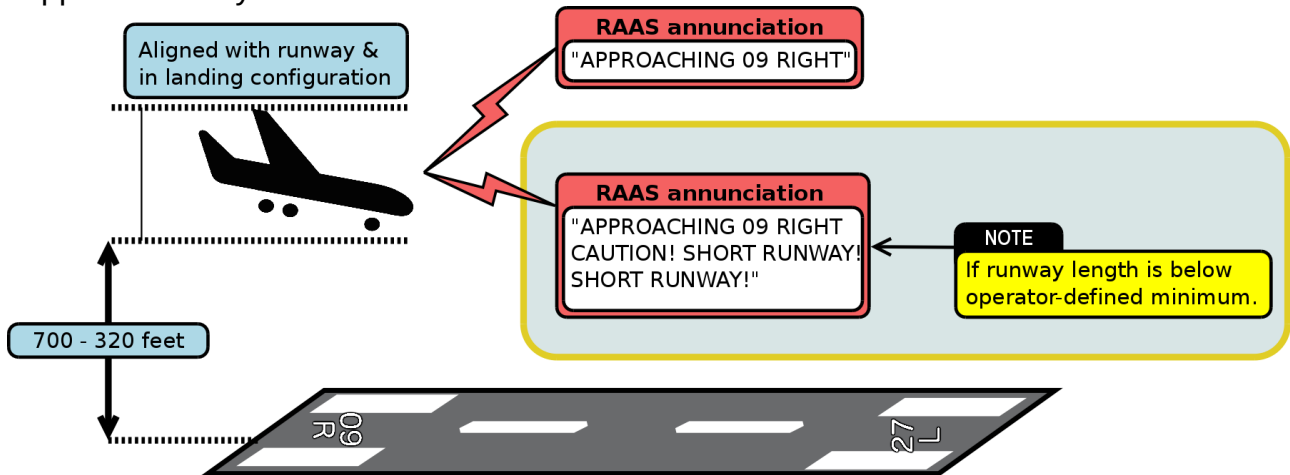 Aligned with runway &
in landing configuration
RAAS annunciation
"APPROACHING 09 RIGHT"
RAAS annunciation
"APPROACHING 09 RIGHT
CAUTION! SHORT RUNWAY!
SHORT RUNWAY!"
NOTE
If runway length is below
operator-defined minimum.
700 - 320 feet
09
R
27
L